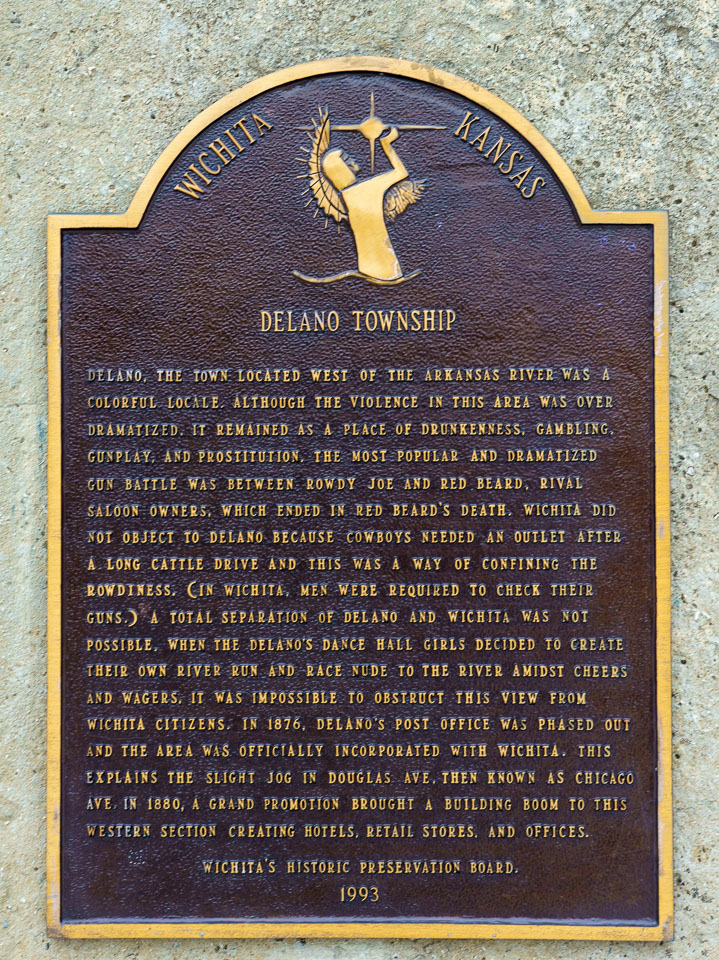 WICHITA KANSAS
DELANO TOWNSHIP
DELANO, THE TOWN LOCATED WEST OF THE ARKANSAS RIVER WAS A
COLORFUL LOCALE. ALTHOUGH THE VIOLENCE IN THIS AREA WAS OVER
DRAMATIZED, IT REMAINED AS A PLACE OF DRUNKENNESS, GAMBLING,
GUNPLAY, AND PROSTITUTION. THE MOST POPULAR AND DRAMATIZED
GUN BATTLE WAS BETWEEN ROWDY JOE AND RED BEARD, RIVAL
SALOON OWNERS, WHICH ENDED IN RED BEARD'S DEATH. WICHITA DID
NOT OBJECT TO DELANO BECAUSE COWBOYS NEEDED AN OUTLET AFTER
A LONG CATTLE DRIVE AND THIS WAS A WAY OF CONFINING THE
ROWDINESS. (IN WICHITA, MEN WERE REQUIRED TO CHECK THEIR
GUNS.) A TOTAL SEPARATION OF DELANO AND WICHITA WAS NOT
POSSIBLE. WHEN THE DELANO'S DANCE HALL GIRLS DECIDED TO CREATE
THEIR OWN RIVER RUN AND RACE NUDE TO THE RIVER AMIDST CHEERS
AND WAGERS, IT WAS IMPOSSIBLE TO OBSTRUCT THIS VIEW FROM
WICHITA CITIZENS. IN 1876, DELANO'S POST OFFICE WAS PHASED OUT
AND THE AREA WAS OFFICIALLY INCORPORATED WITH WICHITA. THIS
EXPLAINS THE SLIGHT JOG IN DOUGLAS AVE. THEN KNOWN AS CHICAGO
AVE. IN 1880, A GRAND PROMOTION BROUGHT A BUILDING BOOM TO THIS
WESTERN SECTION CREATING HOTELS, RETAIL STORES, AND OFFICES.
WICHITA'S HISTORIC PRESERVATION BOARD.
1993